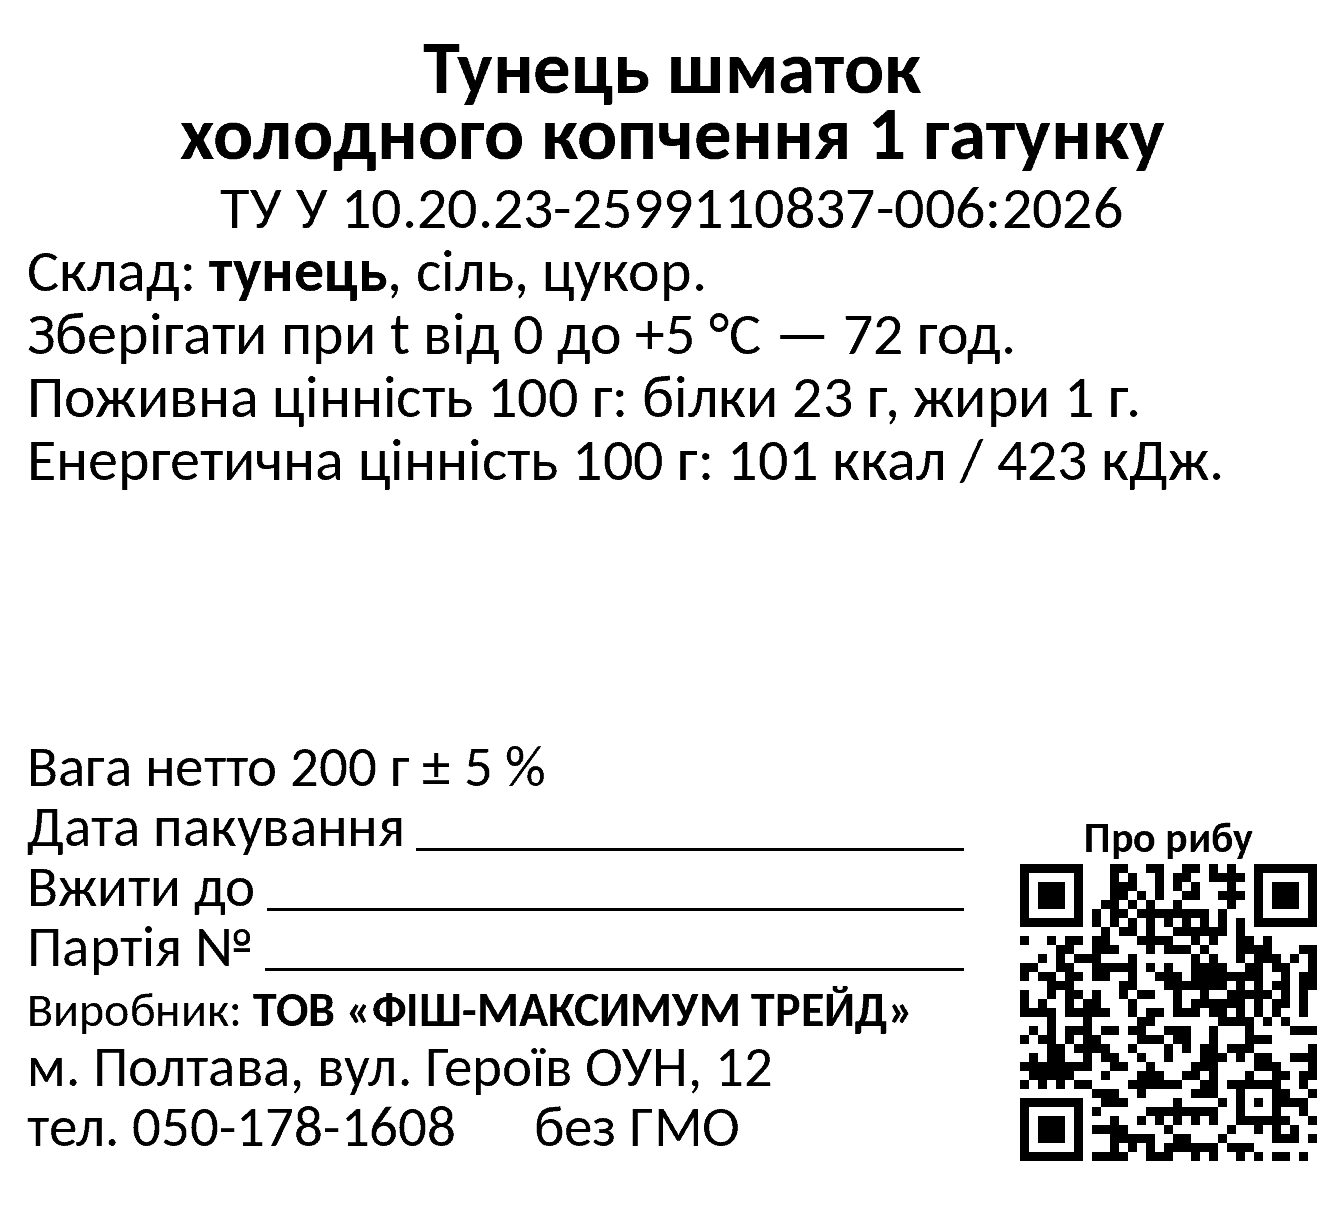 Тунець шматок
холодного копчення 1 гатунку
ТУ У 10.20.23-2599110837-006:2026
Склад: тунець, сіль, цукор.
Зберігати при t від 0 до +5 °C — 72 год.
Поживна цінність 100 г: білки 23 г, жири 1 г.
Енергетична цінність 100 г: 101 ккал / 423 кДж.
Вага нетто 200 г ± 5 %
Дата пакування
Вжити до
Партія №
Виробник: ТОВ «ФІШ-МАКСИМУМ ТРЕЙД»
м. Полтава, вул. Героїв ОУН, 12
тел. 050-178-1608 без ГМО
Про рибу